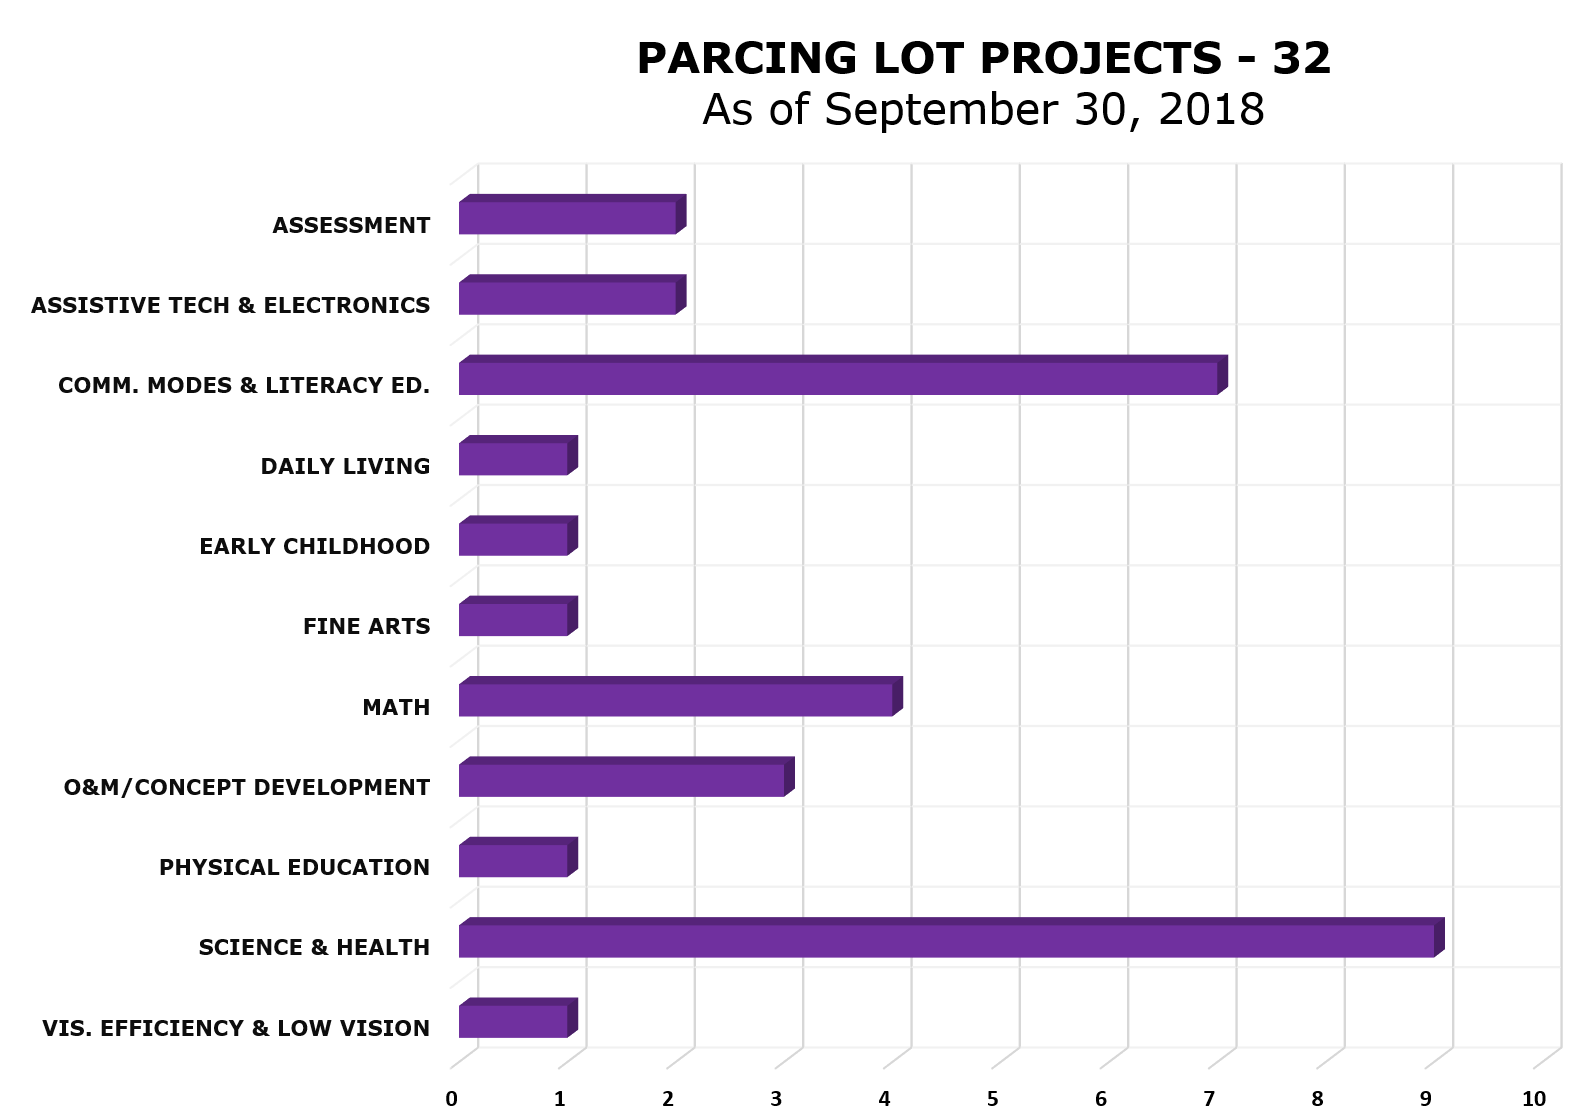 PARCING LOT PROJECTS - 32
As of September 30, 2018
ASSESSMENT
ASSISTIVE TECH & ELECTRONICS
COMM. MODES & LITERACY ED.
DAILY LIVING
EARLY CHILDHOOD
FINE ARTS
MATH
O&M/CONCEPT DEVELOPMENT
PHYSICAL EDUCATION
SCIENCE & HEALTH
VIS. EFFICIENCY & LOW VISION
0 1 2 3 4 5 6 7 8 9 10